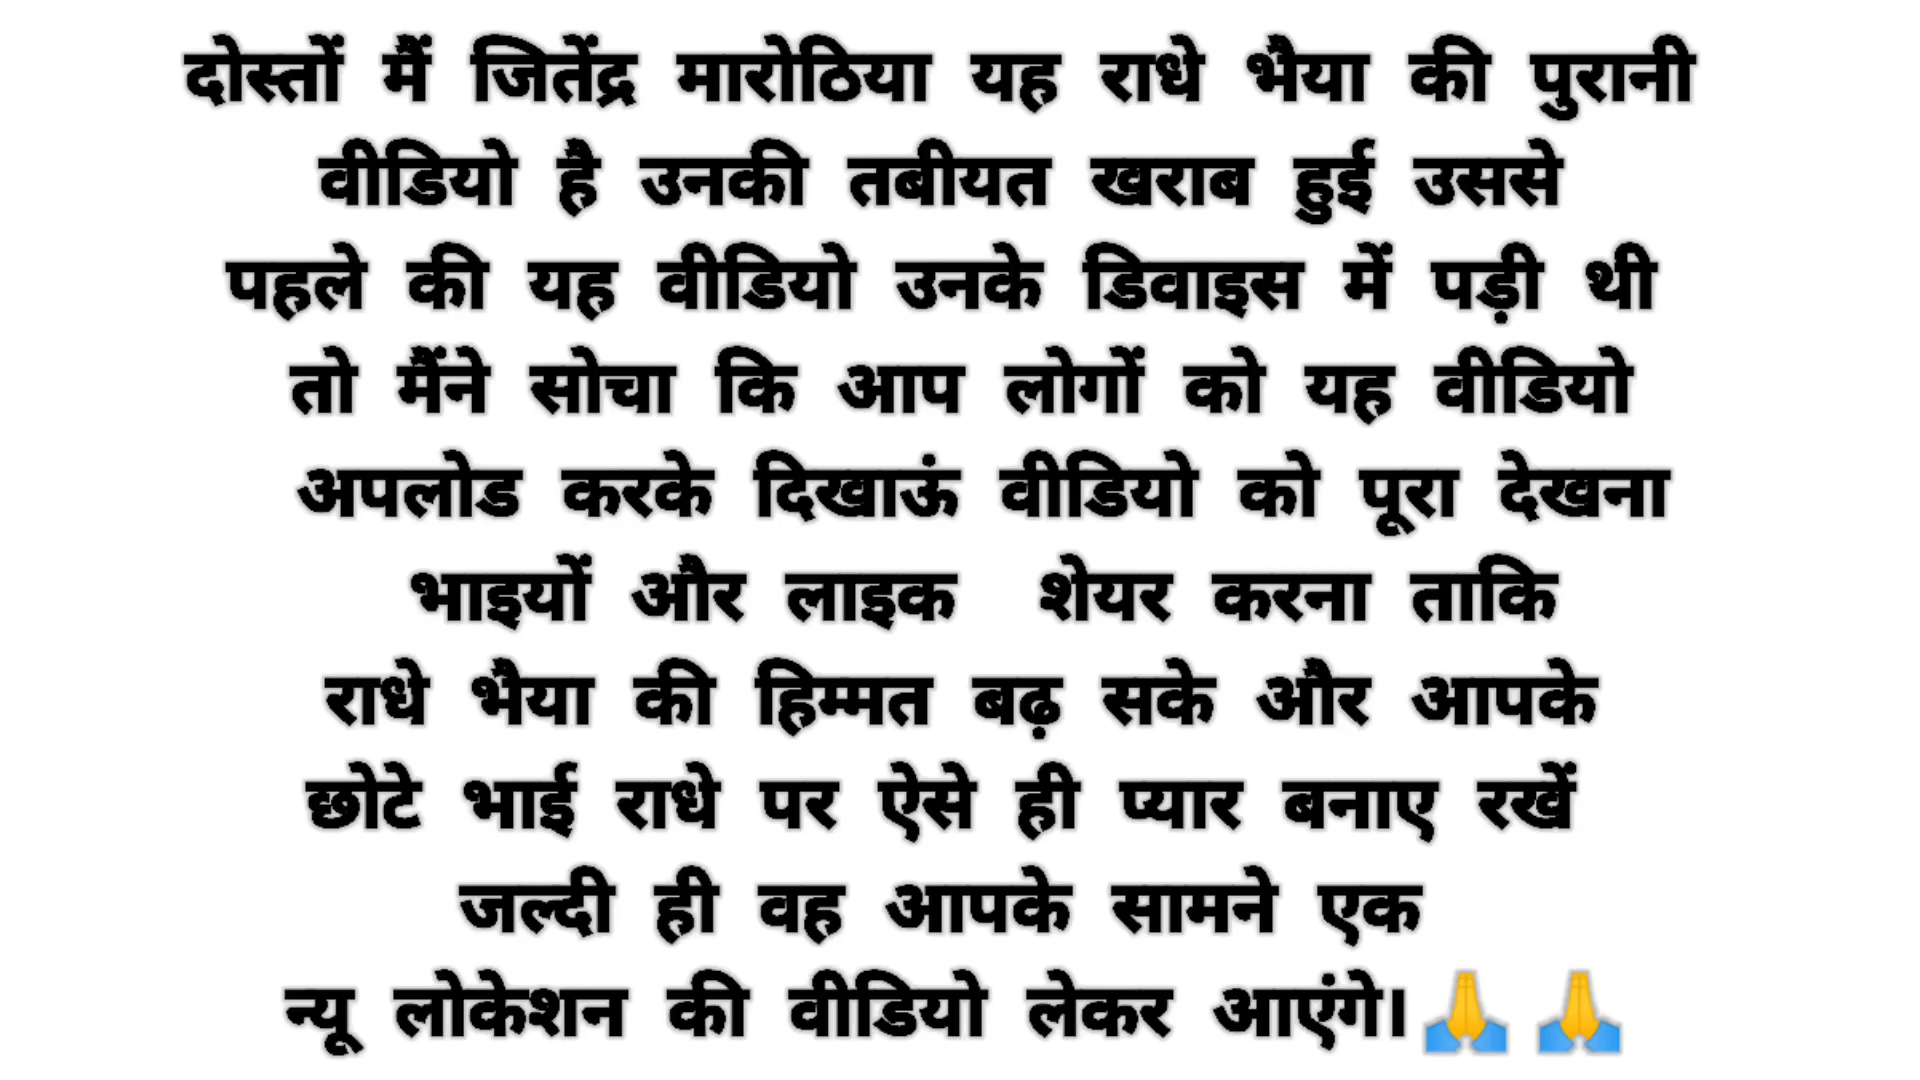 दोस्तों मैं जितेंद्र मारोठिया यह राधे भैया की पुरानी
वीडियो है उनकी तबीयत खराब हुई उससे
पहले की यह वीडियो उनके डिवाइस में पड़ी थी
तो मैंने सोचा कि आप लोगों को यह वीडियो
अपलोड करके दिखाऊं वीडियो को पूरा देखना
भाइयों और लाइक शेयर करना ताकि
राधे भैया की हिम्मत बढ़ सके और आपके
छोटे भाई राधे पर ऐसे ही प्यार बनाए रखें
जल्दी ही वह आपके सामने एक
न्यू लोकेशन की वीडियो लेकर आएंगे।🙏 🙏